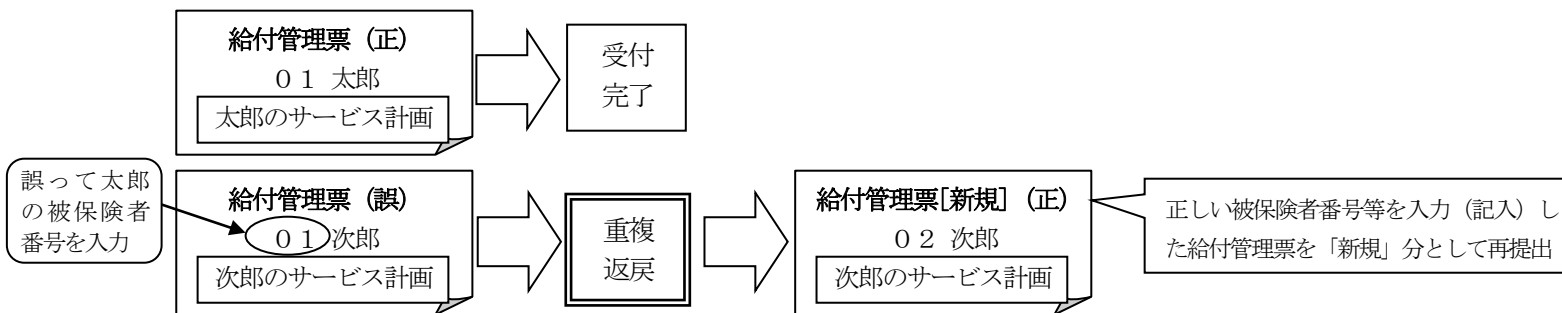 給付管理票（正）
０１ 太郎
太郎のサービス計画
受付
完了
誤って太郎
の被保険者
番号を入力
給付管理票（誤）
０１ 次郎
次郎のサービス計画
重複
返戻
給付管理票[新規]（正）
０２ 次郎
次郎のサービス計画
正しい被保険者番号等を入力（記入）し
た給付管理票を「新規」分として再提出